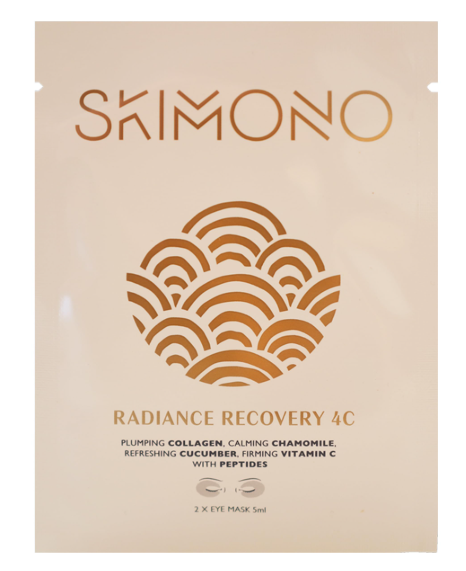 SKIMONO
RADIANCE RECOVERY 4C
PLUMPING COLLAGEN, CALMING CHAMOMILE,
REFRESHING CUCUMBER, FIRMING VITAMIN C
WITH PEPTIDES
2 X EYE MASK 5ml